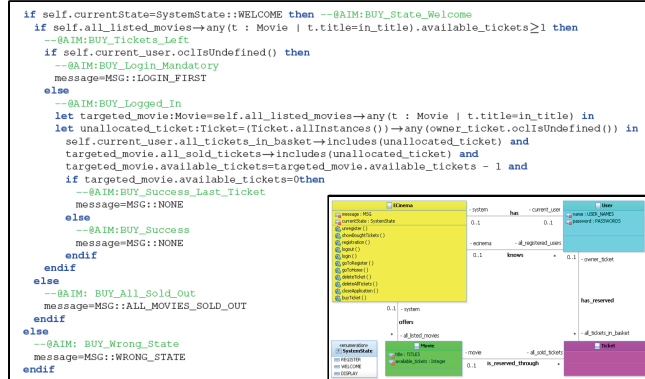 if self.currentState=SystemState::WELCOME then --@AIM:BUY_State_Welcome
if self.all_listed_movies→any(t : Movie | t.title=in_title).available_tickets≥1 then
--@AIM:BUY_Tickets_Left
if self.current_user.oclIsUndefined() then
--@AIM:BUY_Login_Mandatory
message=MSG::LOGIN_FIRST
else
--@AIM:BUY_Logged_In
let targeted_movie:Movie=self.all_listed_movies→any(t : Movie | t.title=in_title) in
let unallocated_ticket:Ticket=(Ticket.allInstances())→any(owner_ticket.oclIsUndefined()) in
self.current_user.all_tickets_in_basket→includes(unallocated_ticket) and
targeted_movie.all_sold_tickets→includes(unallocated_ticket) and
targeted_movie.available_tickets=targeted_movie.available_tickets - 1 and
if targeted_movie.available_tickets=0then
--@AIM:BUY_Success_Last_Ticket
message=MSG::NONE
else
--@AIM:BUY_Success
message=MSG::NONE
endif
endif
else
--@AIM: BUY_All_Sold_Out
message=MSG::ALL_MOVIES_SOLD_OUT
endif
else
--@AIM: BUY_Wrong_State
message=MSG::WRONG_STATE
endif
ECinema
message : MSG
currentState : SystemState
unregister ()
showBoughtTickets ()
registration ()
logout ()
login ()
goToRegister ()
goToHome ()
deleteTicket ()
deleteAllTickets ()
closeApplication ()
buyTicket ()
- system
has
- current_user
0..1
0..1
- ecinema
- all_registered_users
0..1
knows
*
User
name : USER_NAMES
password : PASSWORDS
0..1
- owner_ticket
has_reserved
*
- all_tickets_in_basket
0..1
- system
offers
*
- all_listed_movies
«enumeration»
SystemState
REGISTER
WELCOME
DISPLAY
Movie
title : TITLES
available_tickets : Integer
- movie
- all_sold_tickets
0..1
is_reserved_through
*
Ticket